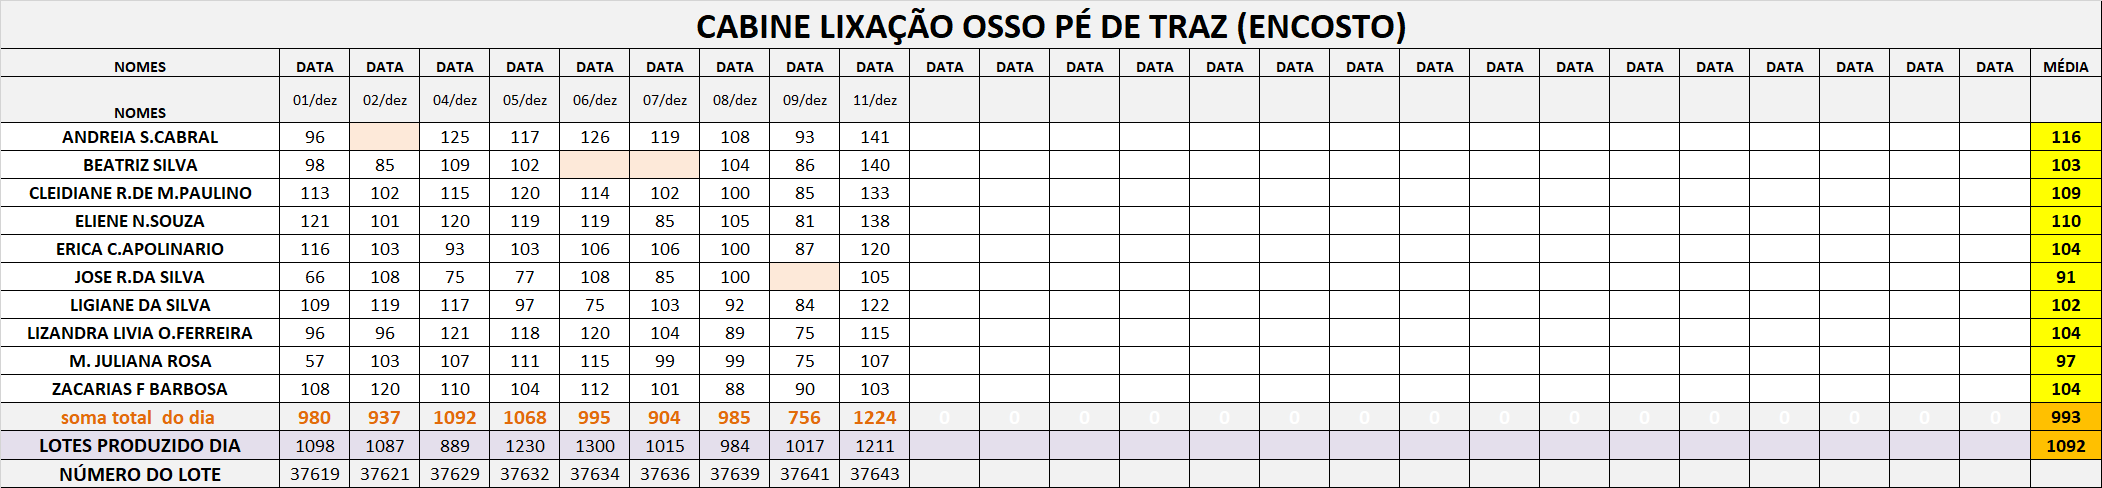 CABINE LIXAÇÃO OSSO PÉ DE TRAZ (ENCOSTO)
NOMES DATA DATA DATA DATA DATA DATA DATA DATA DATA DATA DATA DATA DATA DATA DATA DATA DATA DATA DATA DATA DATA DATA DATA DATA DATA MÉDIA
NOMES 01/dez 02/dez 04/dez 05/dez 06/dez 07/dez 08/dez 09/dez 11/dez
ANDREIA S.CABRAL 96 125 117 126 119 108 93 141 116
BEATRIZ SILVA 98 85 109 102 104 86 140 103
CLEIDIANE R.DE M.PAULINO 113 102 115 120 114 102 100 85 133 109
ELIENE N.SOUZA 121 101 120 119 119 85 105 81 138 110
ERICA C.APOLINARIO 116 103 93 103 106 106 100 87 120 104
JOSE R.DA SILVA 66 108 75 77 108 85 100 105 91
LIGIANE DA SILVA 109 119 117 97 75 103 92 84 122 102
LIZANDRA LIVIA O.FERREIRA 96 96 121 118 120 104 89 75 115 104
M. JULIANA ROSA 57 103 107 111 115 99 99 75 107 97
ZACARIAS F BARBOSA 108 120 110 104 112 101 88 90 103 104
soma total do dia 980 937 1092 1068 995 904 985 756 1224 0 0 0 0 0 0 0 0 0 0 0 0 0 0 0 0 993
LOTES PRODUZIDO DIA 1098 1087 889 1230 1300 1015 984 1017 1211 1092
NÚMERO DO LOTE 37619 37621 37629 37632 37634 37636 37639 37641 37643